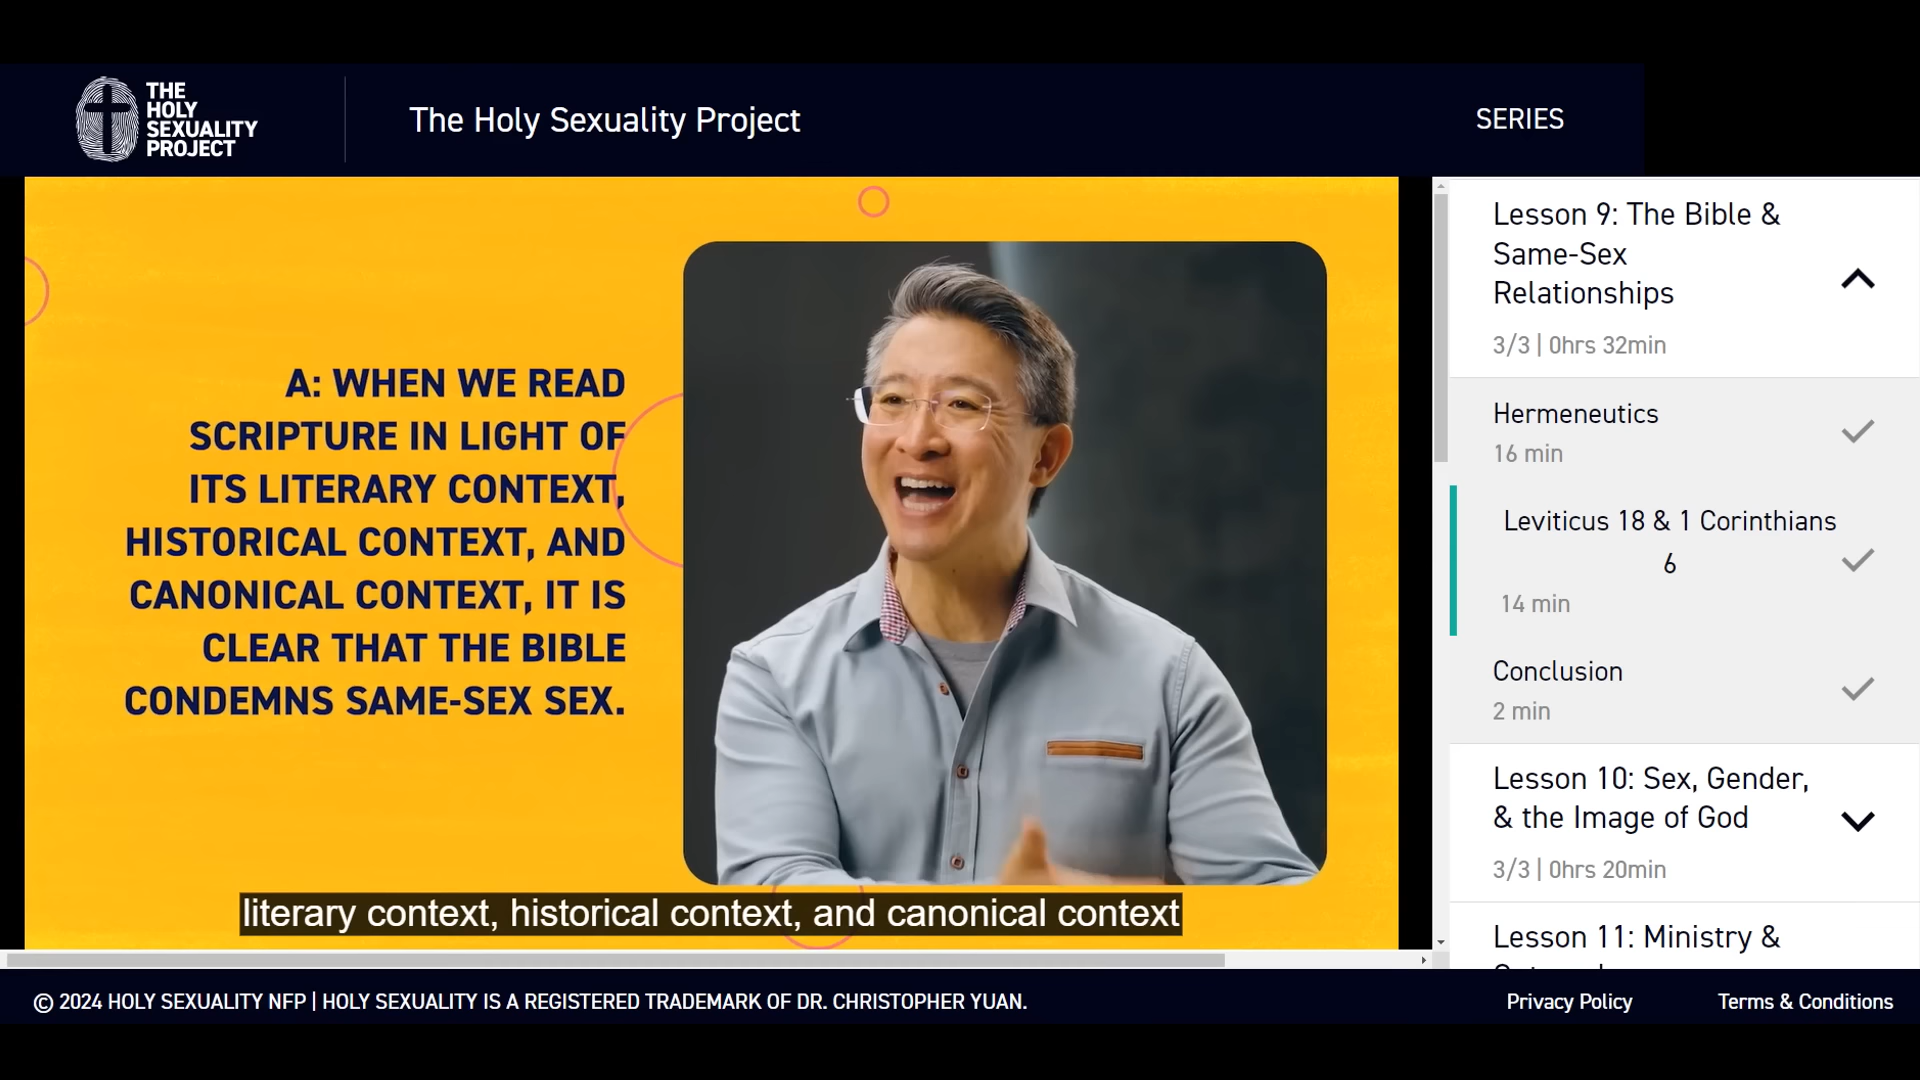 THE
HOLY
SEXUALITY
PROJECT
The Holy Sexuality Project
SERIES
A: WHEN WE READ
SCRIPTURE IN LIGHT OF
ITS LITERARY CONTEXT,
HISTORICAL CONTEXT, AND
CANONICAL CONTEXT, IT IS
CLEAR THAT THE BIBLE
CONDEMNS SAME-SEX SEX.
literary context, historical context, and canonical context
Lesson 9: The Bible &
Same-Sex
Relationships
3/3 | 0hrs 32min
Hermeneutics
16 min
Leviticus 18 & 1 Corinthians
6
14 min
Conclusion
2 min
Lesson 10: Sex, Gender,
& the Image of God
3/3 | 0hrs 20min
Lesson 11: Ministry &
© 2024 HOLY SEXUALITY NFP | HOLY SEXUALITY IS A REGISTERED TRADEMARK OF DR. CHRISTOPHER YUAN.
Privacy Policy
Terms & Conditions